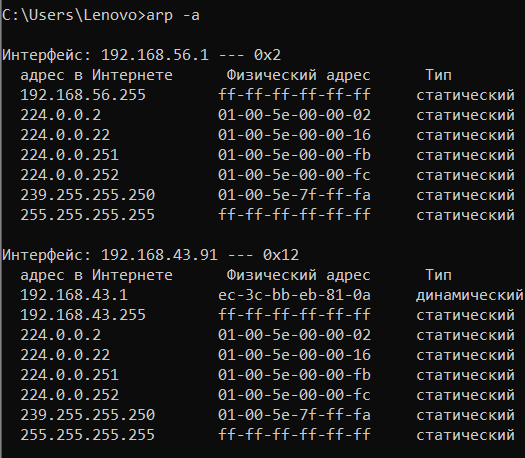 C:\Users\Lenovo>arp -a
Интерфейс: 192.168.56.1 --- 0x2
адрес в Интернете Физический адрес Тип
192.168.56.255 ff-ff-ff-ff-ff-ff статический
224.0.0.2 01-00-5e-00-00-02 статический
224.0.0.22 01-00-5e-00-00-16 статический
224.0.0.251 01-00-5e-00-00-fb статический
224.0.0.252 01-00-5e-00-00-fc статический
239.255.255.250 01-00-5e-7f-ff-fa статический
255.255.255.255 ff-ff-ff-ff-ff-ff статический
Интерфейс: 192.168.43.91 --- 0x12
адрес в Интернете Физический адрес Тип
192.168.43.1 ec-3c-bb-eb-81-0a динамический
192.168.43.255 ff-ff-ff-ff-ff-ff статический
224.0.0.2 01-00-5e-00-00-02 статический
224.0.0.22 01-00-5e-00-00-16 статический
224.0.0.251 01-00-5e-00-00-fb статический
224.0.0.252 01-00-5e-00-00-fc статический
239.255.255.250 01-00-5e-7f-ff-fa статический
255.255.255.255 ff-ff-ff-ff-ff-ff статический